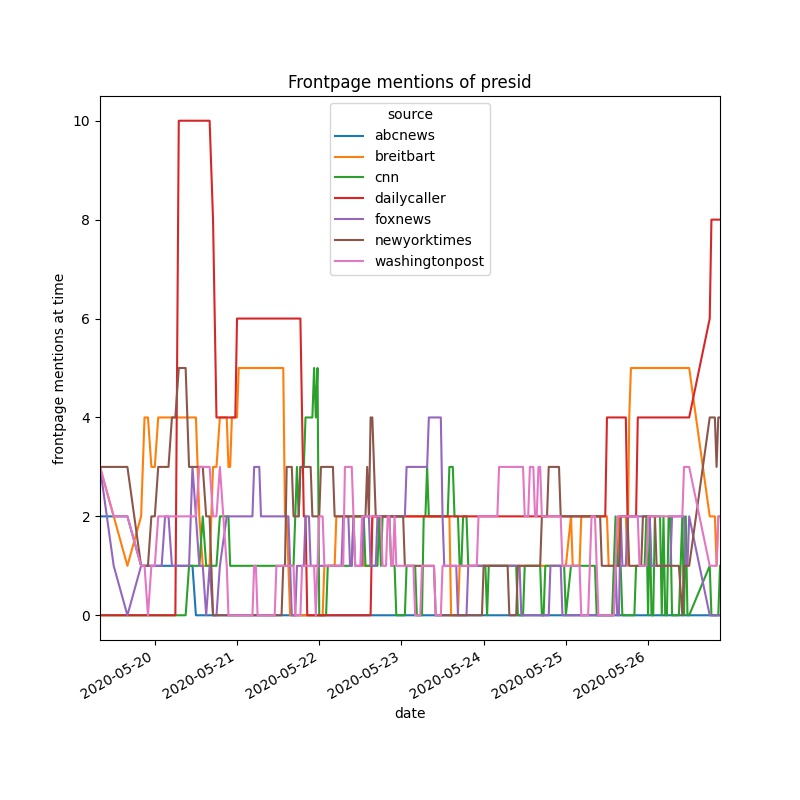 Frontpage mentions of presid
source
abcnews
breitbart
cnn
dailycaller
foxnews
newyorktimes
washingtonpost
10
8
6
4
2
0
frontpage mentions at time
2020-05-20
2020-05-21
2020-05-22
2020-05-23
2020-05-24
2020-05-25
2020-05-26
date